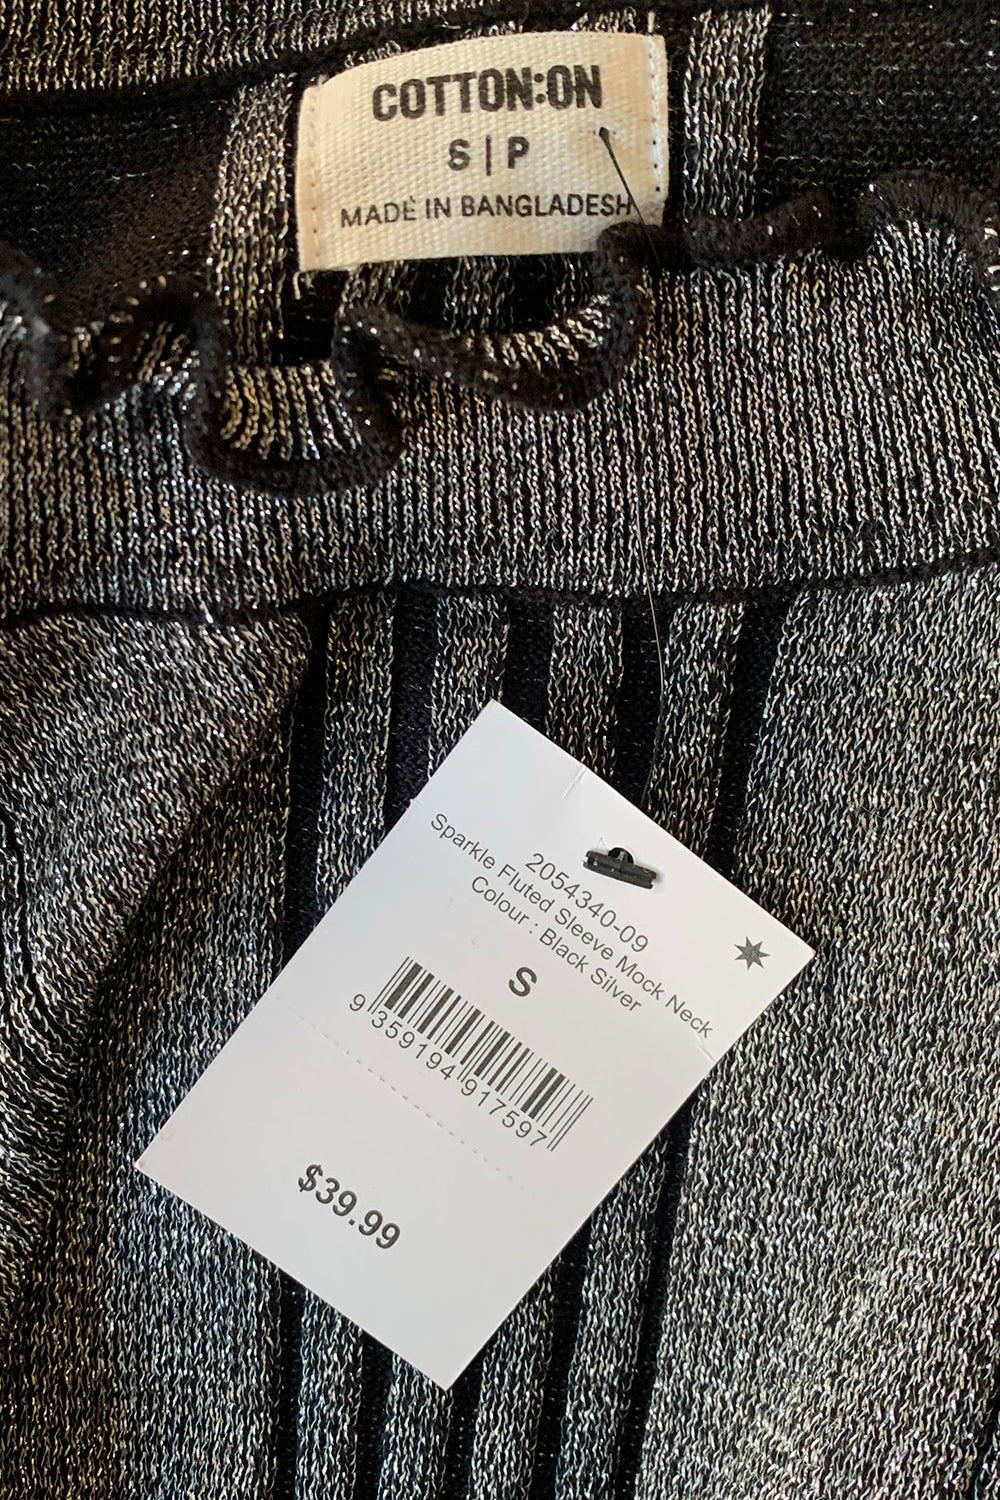 COTTON:ON
S | P
MADE IN BANGLADESH
2054340-09
Sparkle Fluted Sleeve Mock Neck
Colour : Black Silver
S
9 359194 917597
$39.99